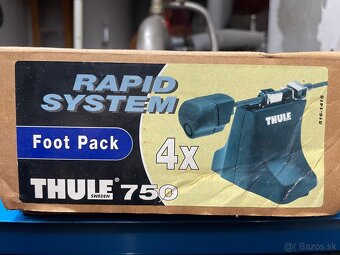 RAPID
SYSTEM
Foot Pack
4x
THULE
THULE 750
SWEDEN
Bazos.sk